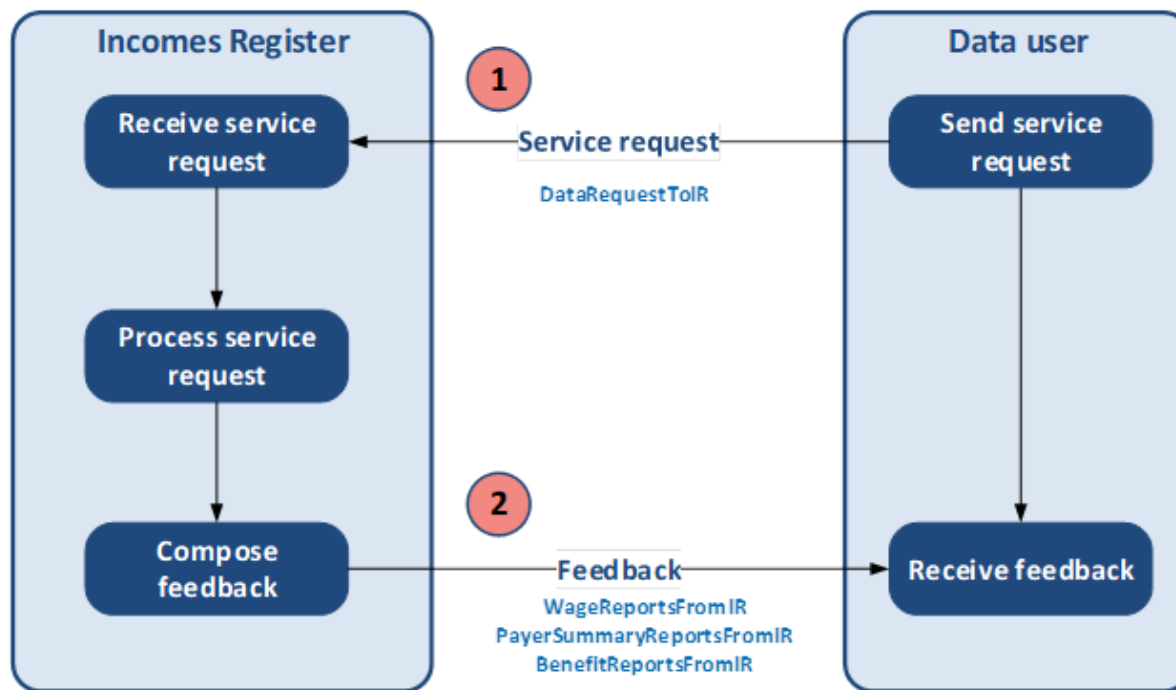 Incomes Register
Data user
1
Receive service
request
Service request
Send service
request
DataRequestToIR
Process service
request
2
Compose
feedback
Feedback
Receive feedback
WageReportsFromIR
PayerSummaryReportsFromIR
BenefitReportsFromIR